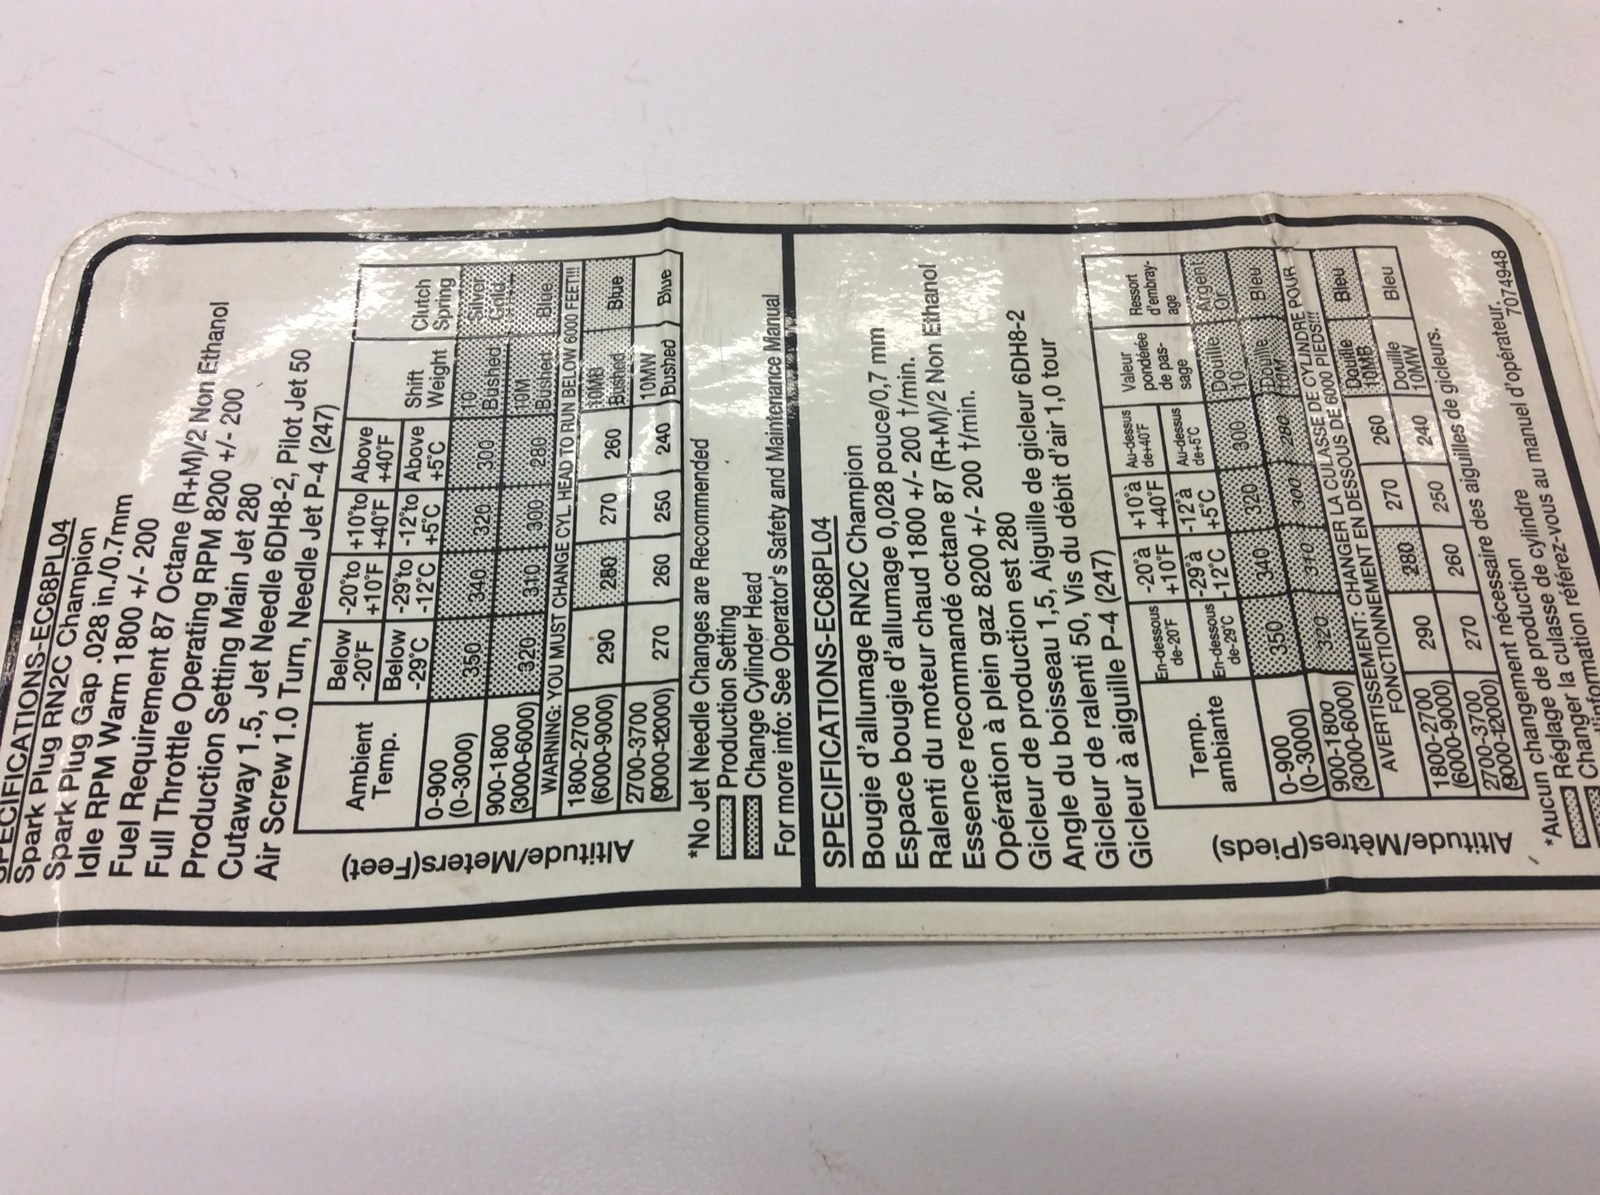 SPECIFICATIONS-EC68PL04
Spark Plug RN2C Champion
Spark Plug Gap .028 in./0.7mm
Idle RPM Warm 1800 +/- 200
Fuel Requirement 87 Octane (R+M)/2 Non Ethanol
Full Throttle Operating RPM 8200 +/- 200
Production Setting Main Jet 280
Cutaway 1.5, Jet Needle 6DH8-2, Pilot Jet 50
Air Screw 1.0 Turn, Needle Jet P-4 (247)
Altitude/Meters(Feet)
Ambient Temp. Below -20°F -20°to +10°F +10°to +40°F Above +40°F Shift Weight Clutch Spring
Below -29°C -29°to -12°C -12°to +5°C Above +5°C
0-900 (0-3000) 350 340 320 300 10 Bushed Silver Gold
900-1800 (3000-6000) 320 310 300 280 10M Bushed Blue
WARNING: YOU MUST CHANGE CYL. HEAD TO RUN BELOW 6000 FEET!!!
1800-2700 (6000-9000) 290 280 270 260 10MB Bushed Blue
2700-3700 (9000-12000) 270 260 250 240 10MW Bushed Blue
*No Jet Needle Changes are Recommended
Production Setting
Change Cylinder Head
For more info: See Operator's Safety and Maintenance Manual
SPECIFICATIONS-EC68PL04
Bougie d'allumage RN2C Champion
Espace bougie d'allumage 0,028 pouce/0,7 mm
Ralenti du moteur chaud 1800 +/- 200 T/min.
Essence recommandé octane 87 (R+M)/2 Non Ethanol
Opération à plein gaz 8200 +/- 200 T/min.
Gicleur de production est 280
Angle du boisseau 1,5, Aiguille de gicleur 6DH8-2
Gicleur de ralenti 50, Vis du débit d'air 1,0 tour
Gicleur à aiguille P-4 (247)
Altitude/Mètres(Pieds)
Temp. ambiante En-dessous de-20°F -20°à +10°F +10°à +40°F Au-dessus de+40°F Valeur pondérée de pas- sage Ressort d'embray- age
En-dessous de-29°C -29°à -12°C -12°à +5°C Au-dessus de+5°C
0-900 (0-3000) 350 340 320 300 Douille 10 Argent Or
900-1800 (3000-6000) 320 310 300 280 Douille 10M Bleu
AVERTISSEMENT: CHANGER LA CULASSE DE CYLINDRE POUR
FONCTIONNEMENT EN DESSOUS DE 6000 PIEDS!!!
1800-2700 (6000-9000) 290 280 270 260 Douille 10MB Bleu
2700-3700 (9000-12000) 270 260 250 240 Douille 10MW Bleu
*Aucun changement nécessaire des aiguilles de gicleurs.
Réglage de production
Changer la culasse de cylindre
d'information référez-vous au manuel d'opérateur.
7074948